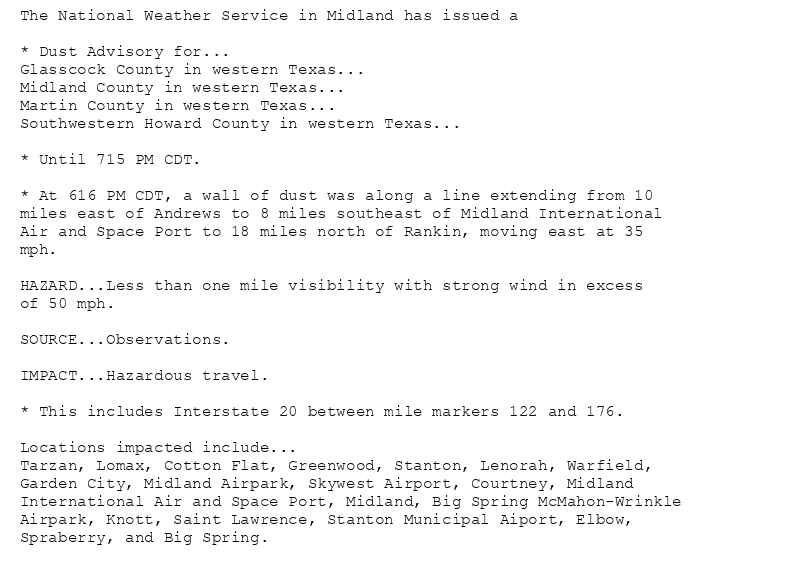 The National Weather Service in Midland has issued a
* Dust Advisory for...
Glasscock County in western Texas...
Midland County in western Texas...
Martin County in western Texas...
Southwestern Howard County in western Texas...
* Until 715 PM CDT.
* At 616 PM CDT, a wall of dust was along a line extending from 10
miles east of Andrews to 8 miles southeast of Midland International
Air and Space Port to 18 miles north of Rankin, moving east at 35
mph.
HAZARD...Less than one mile visibility with strong wind in excess
of 50 mph.
SOURCE...Observations.
IMPACT...Hazardous travel.
* This includes Interstate 20 between mile markers 122 and 176.
Locations impacted include...
Tarzan, Lomax, Cotton Flat, Greenwood, Stanton, Lenorah, Warfield,
Garden City, Midland Airpark, Skywest Airport, Courtney, Midland
International Air and Space Port, Midland, Big Spring McMahon-Wrinkle
Airpark, Knott, Saint Lawrence, Stanton Municipal Aiport, Elbow,
Spraberry, and Big Spring.